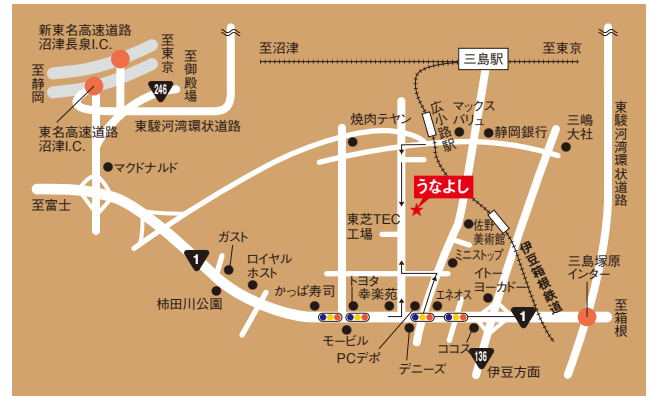 新東名高速道路
沼津長泉I.C.
至東京
至御殿場
至静岡
246
東名高速道路
沼津I.C.
東駿河湾環状道路
マクドナルド
至富士
至沼津
三島駅
至東京
焼肉テヤン
広小路駅
マックス
バリュ
静岡銀行
三嶋
大社
東駿河湾環状道路
うなよし
東芝TEC
工場
佐野
美術館
ミニストップ
イトー
ヨーカドー
伊豆箱根鉄道
三島塚原
インター
至箱根
1
ガスト
ロイヤル
ホスト
柿田川公園
かっぱ寿司
トヨタ
幸楽苑
エネオス
1
モービル
PCデポ
デニーズ
ココス
136
伊豆方面